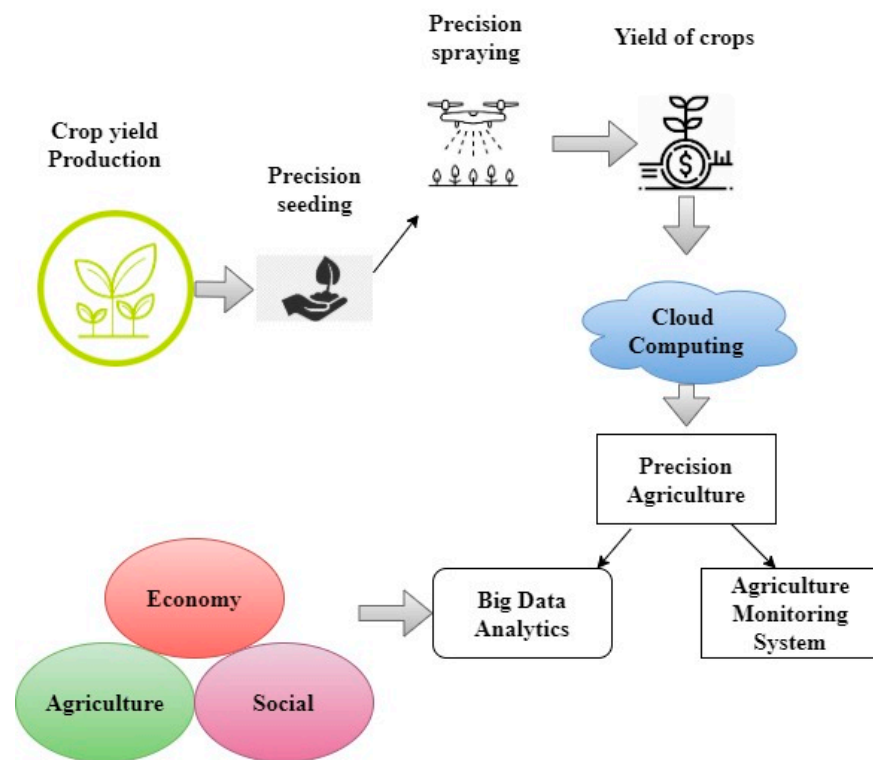 Precision
spraying
Yield of crops
Crop yield
Production
Precision
seeding
$
Cloud
Computing
Precision
Agriculture
Economy
Big Data
Analytics
Agriculture
Monitoring
System
Agriculture
Social